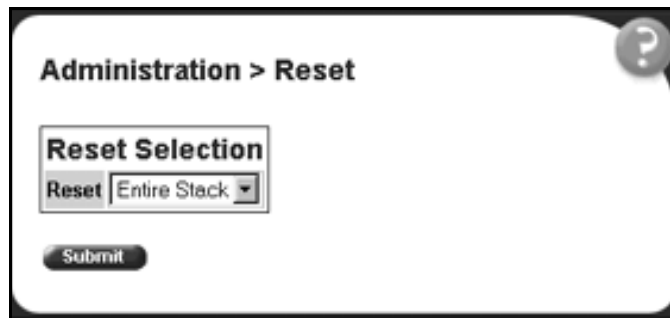 Administration > Reset
?
Reset Selection
Reset Entire Stack
Submit